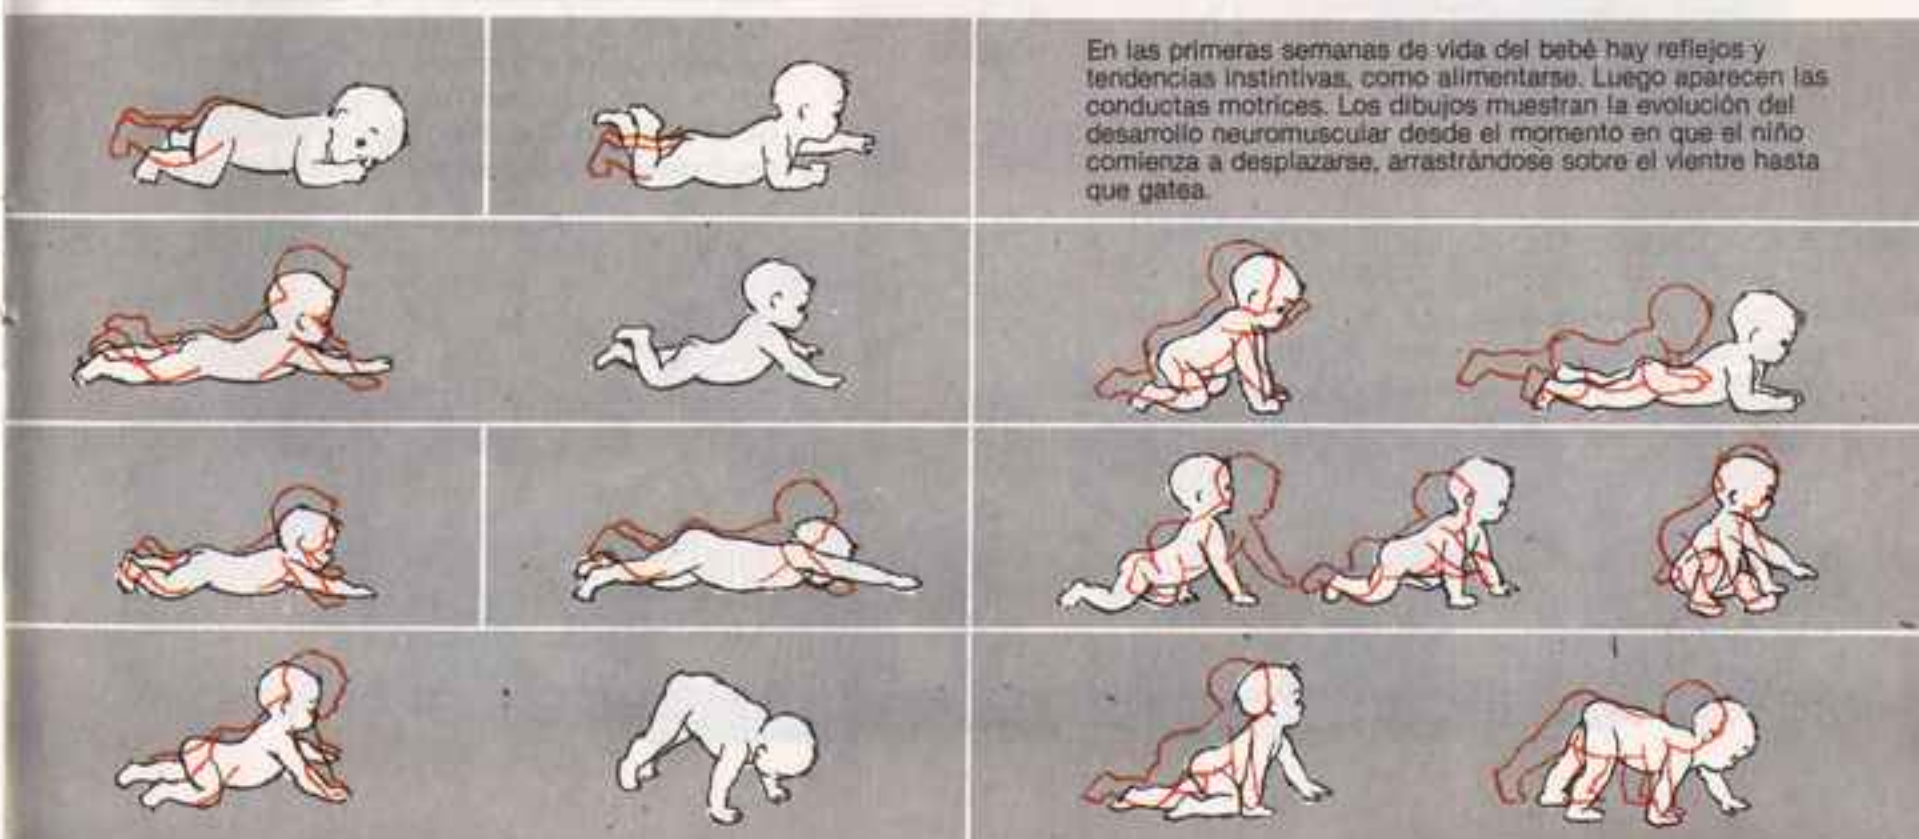 En las primeras semanas de vida del bebé hay reflejos y
tendencias instintivas, como alimentarse. Luego aparecen las
conductas motrices. Los dibujos muestran la evolución del
desarrollo neuromuscular desde el momento en que el niño
comienza a desplazarse, arrastrándose sobre el vientre hasta
que gatea.